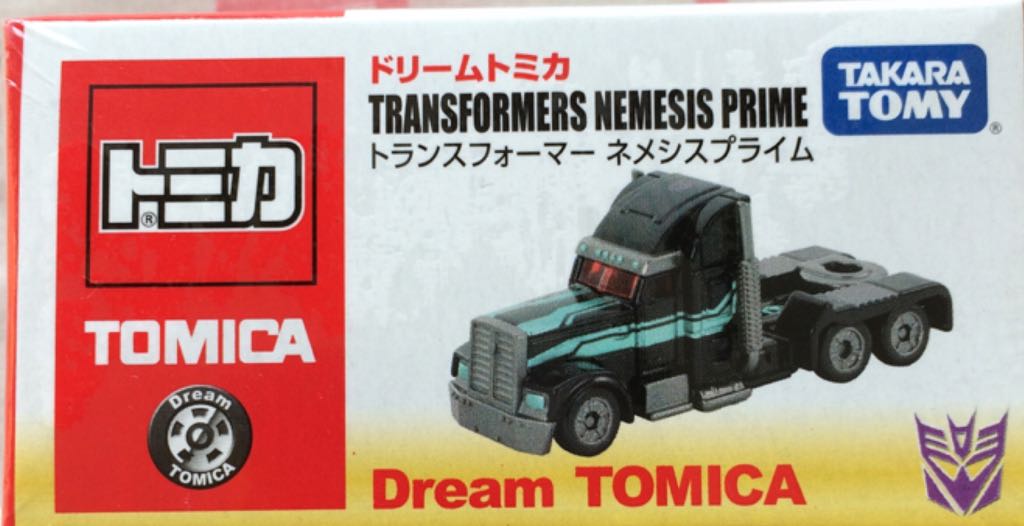 トミカ®
TOMICA
Dream
TOMICA
ドリームトミカ
TRANSFORMERS NEMESIS PRIME
トランスフォーマー ネメシスプライム
TAKARA
TOMY®
Dream TOMICA